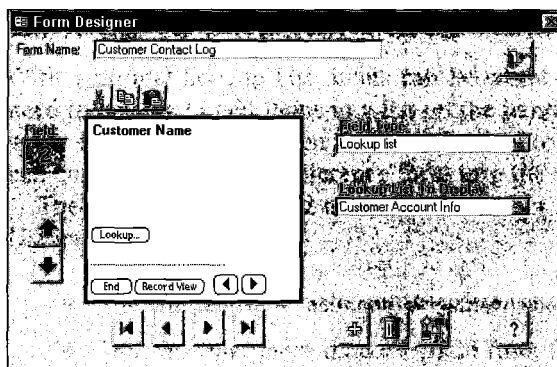 Form Designer
Form Name: Customer Contact Log
Field:
Customer Name
Field Type:
Lookup list
Lookup List To Display:
Customer Account Info
Lookup...
End Record View
?